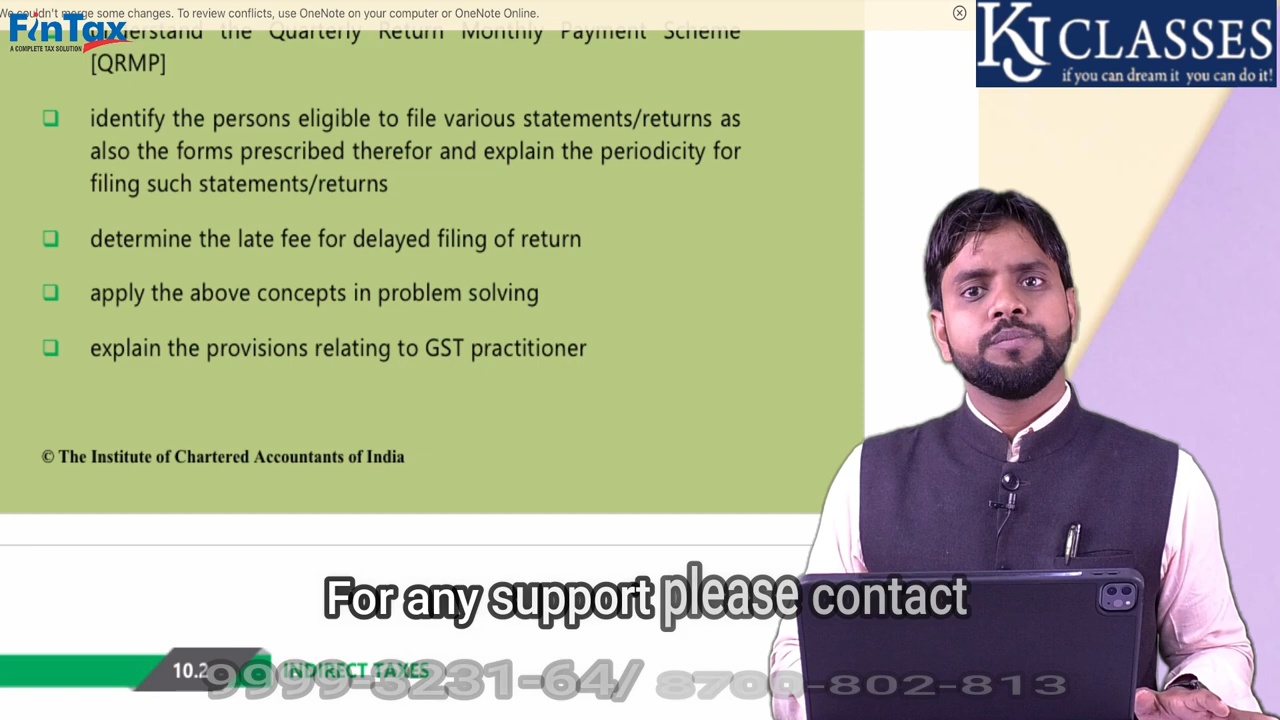 We couldn't merge some changes. To review conflicts, use OneNote on your computer or OneNote Online.
FinTax
A COMPLETE TAX SOLUTION
KJ CLASSES
if you can dream it you can do it!
understand the Quarterly Return Monthly Payment Scheme
[QRMP]
identify the persons eligible to file various statements/returns as
also the forms prescribed therefor and explain the periodicity for
filing such statements/returns
determine the late fee for delayed filing of return
apply the above concepts in problem solving
explain the provisions relating to GST practitioner
© The Institute of Chartered Accountants of India
For any support please contact
10.2 INDIRECT TAXES
9999-5231-64/ 8700-802-813